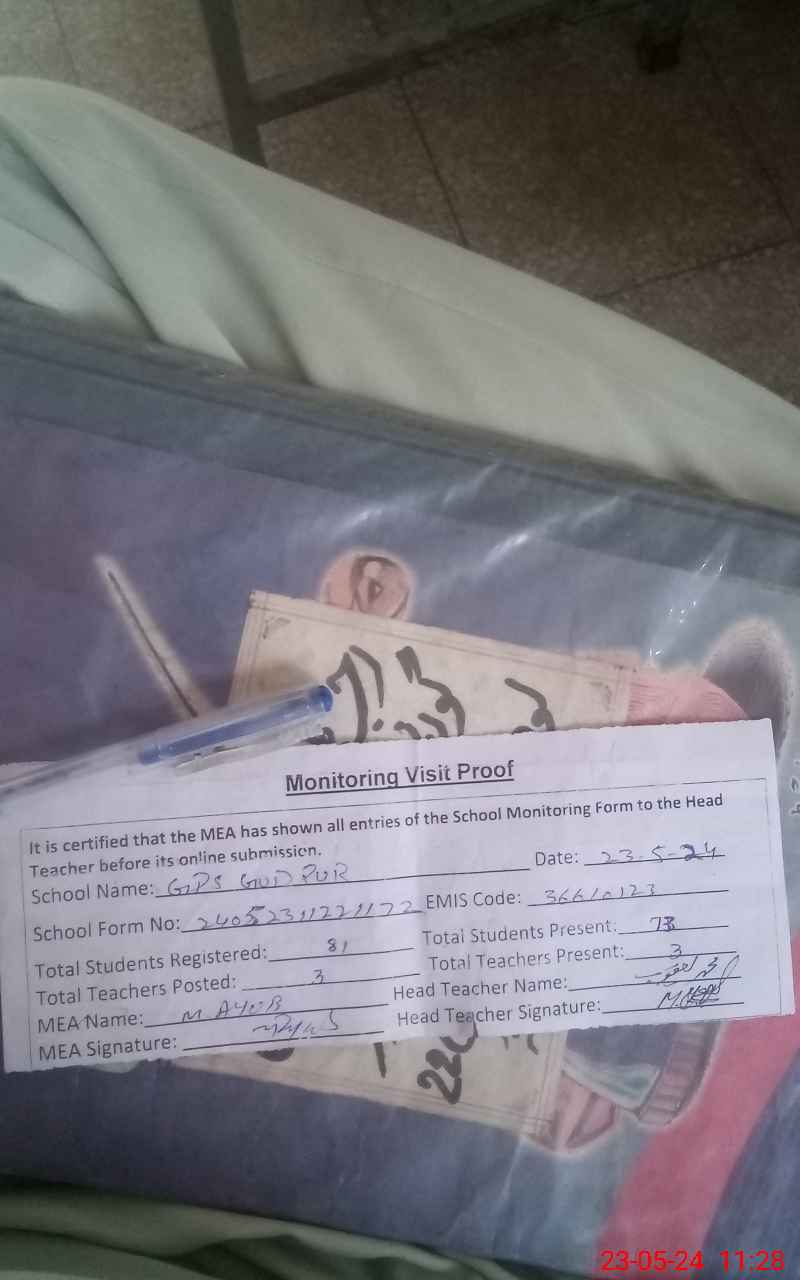 Monitoring Visit Proof
It is certified that the MEA has shown all entries of the School Monitoring Form to the Head
Teacher before its online submission.
Date: 23-5-24
School Name: GPS GUDPUR
School Form No: 24052311221172 EMIS Code: 36610123
Total Students Registered: 81 Total Students Present: 78
Total Teachers Posted: 3 Total Teachers Present: 3
MEA Name: M AYUB Head Teacher Name:
MEA Signature: Head Teacher Signature:
23-05-24 11:28